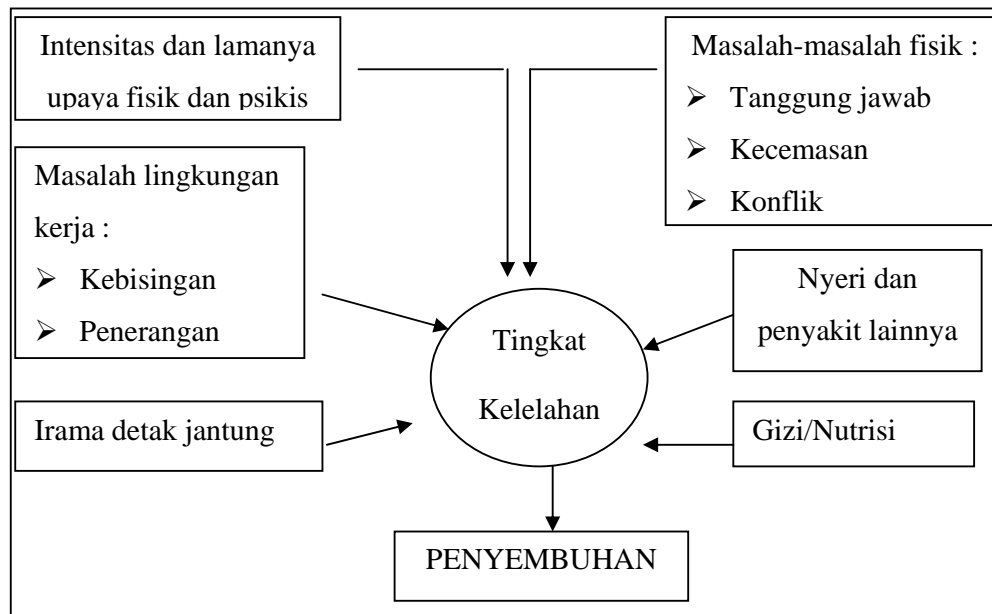 Intensitas dan lamanya
upaya fisik dan psikis
Masalah-masalah fisik :
➢ Tanggung jawab
➢ Kecemasan
➢ Konflik
Masalah lingkungan
kerja :
➢ Kebisingan
➢ Penerangan
Nyeri dan
penyakit lainnya
Tingkat
Kelelahan
Irama detak jantung
Gizi/Nutrisi
PENYEMBUHAN